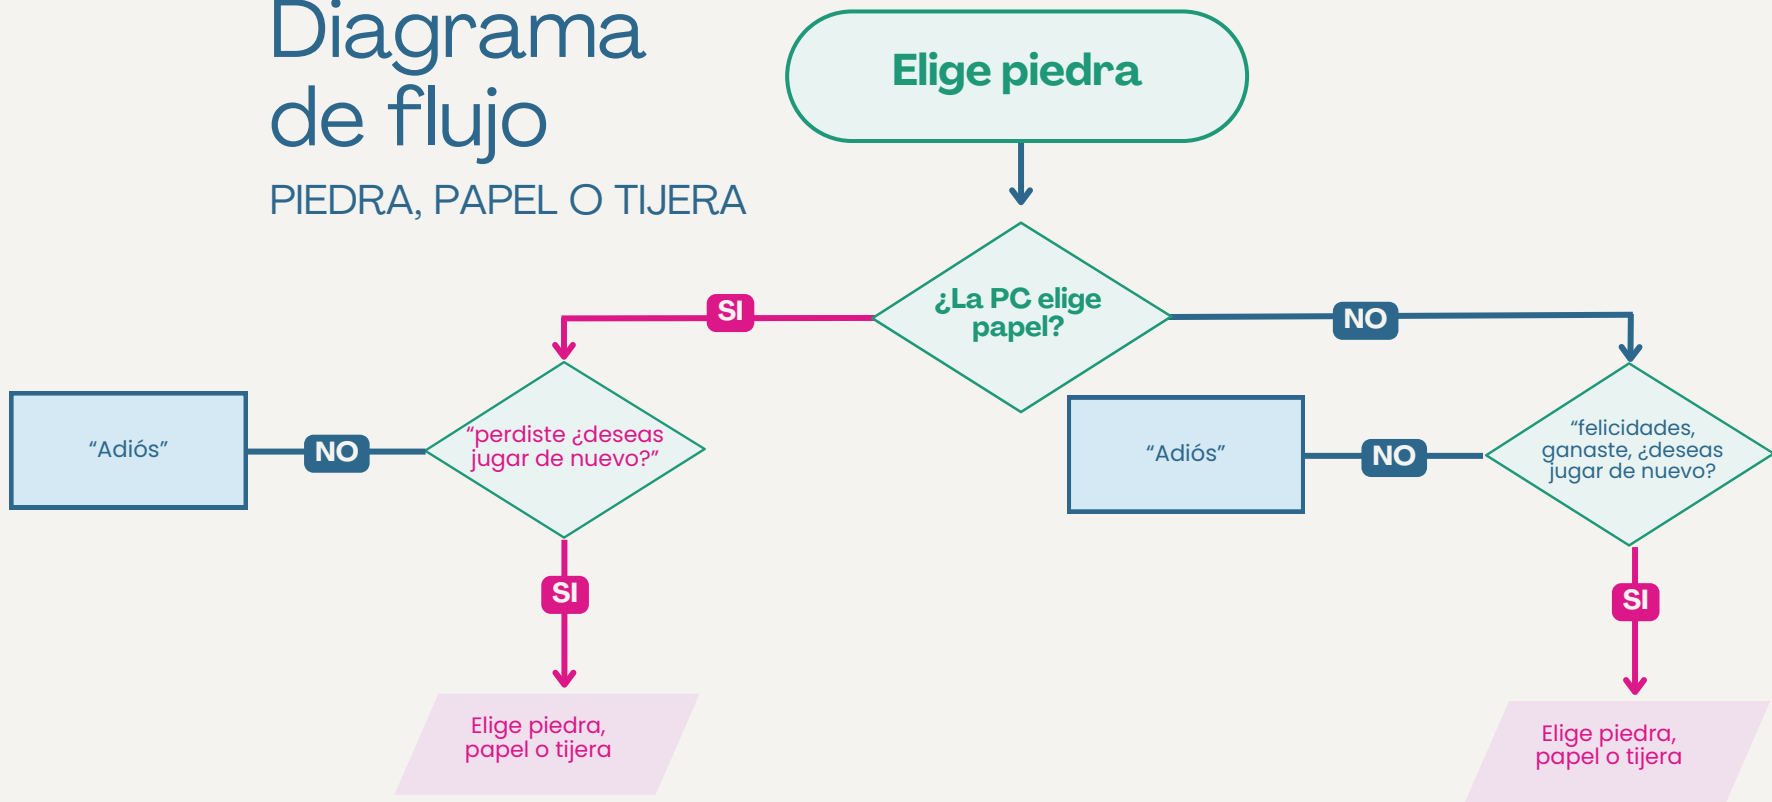 Diagrama
de flujo
PIEDRA, PAPEL O TIJERA
Elige piedra
¿La PC elige
papel?
SI
NO
“Adiós”
NO
“perdiste ¿deseas
jugar de nuevo?”
“Adiós”
NO
“felicidades,
ganaste, ¿deseas
jugar de nuevo?
SI
SI
Elige piedra,
papel o tijera
Elige piedra,
papel o tijera